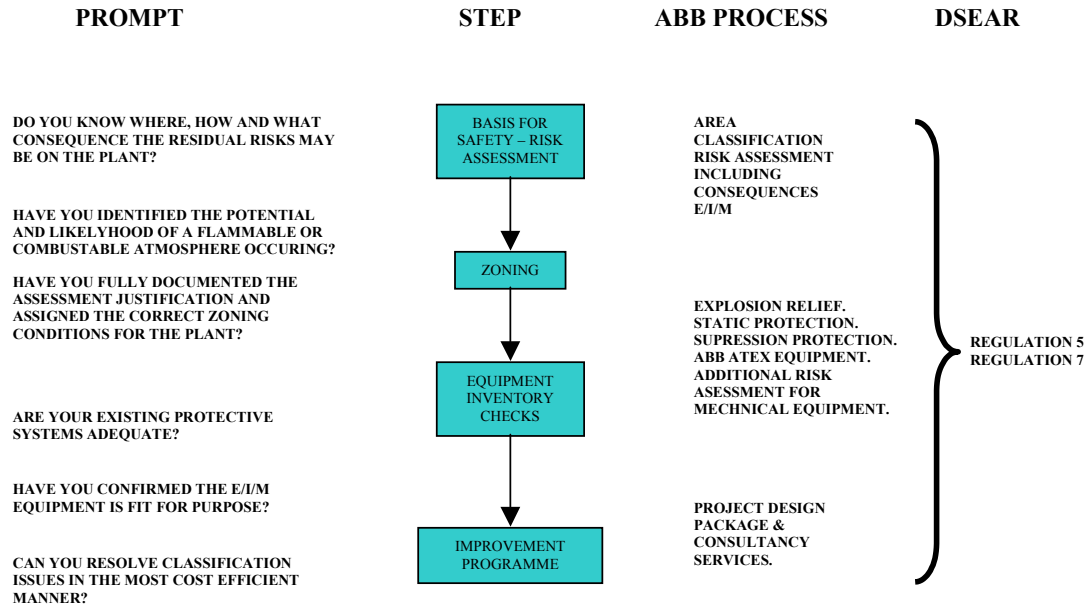 PROMPT
STEP
ABB PROCESS
DSEAR
DO YOU KNOW WHERE, HOW AND WHAT
CONSEQUENCE THE RESIDUAL RISKS MAY
BE ON THE PLANT?
HAVE YOU IDENTIFIED THE POTENTIAL
AND LIKELYHOOD OF A FLAMMABLE OR
COMBUSTABLE ATMOSPHERE OCCURING?
HAVE YOU FULLY DOCUMENTED THE
ASSESSMENT JUSTIFICATION AND
ASSIGNED THE CORRECT ZONING
CONDITIONS FOR THE PLANT?
ARE YOUR EXISTING PROTECTIVE
SYSTEMS ADEQUATE?
HAVE YOU CONFIRMED THE E/I/M
EQUIPMENT IS FIT FOR PURPOSE?
CAN YOU RESOLVE CLASSIFICATION
ISSUES IN THE MOST COST EFFICIENT
MANNER?
BASIS FOR
SAFETY – RISK
ASSESSMENT
ZONING
EQUIPMENT
INVENTORY
CHECKS
IMPROVEMENT
PROGRAMME
AREA
CLASSIFICATION
RISK ASSESSMENT
INCLUDING
CONSEQUENCES
E/I/M
EXPLOSION RELIEF.
STATIC PROTECTION.
SUPRESSION PROTECTION.
ABB ATEX EQUIPMENT.
ADDITIONAL RISK
ASESSMENT FOR
MECHNICAL EQUIPMENT.
PROJECT DESIGN
PACKAGE &
CONSULTANCY
SERVICES.
REGULATION 5
REGULATION 7